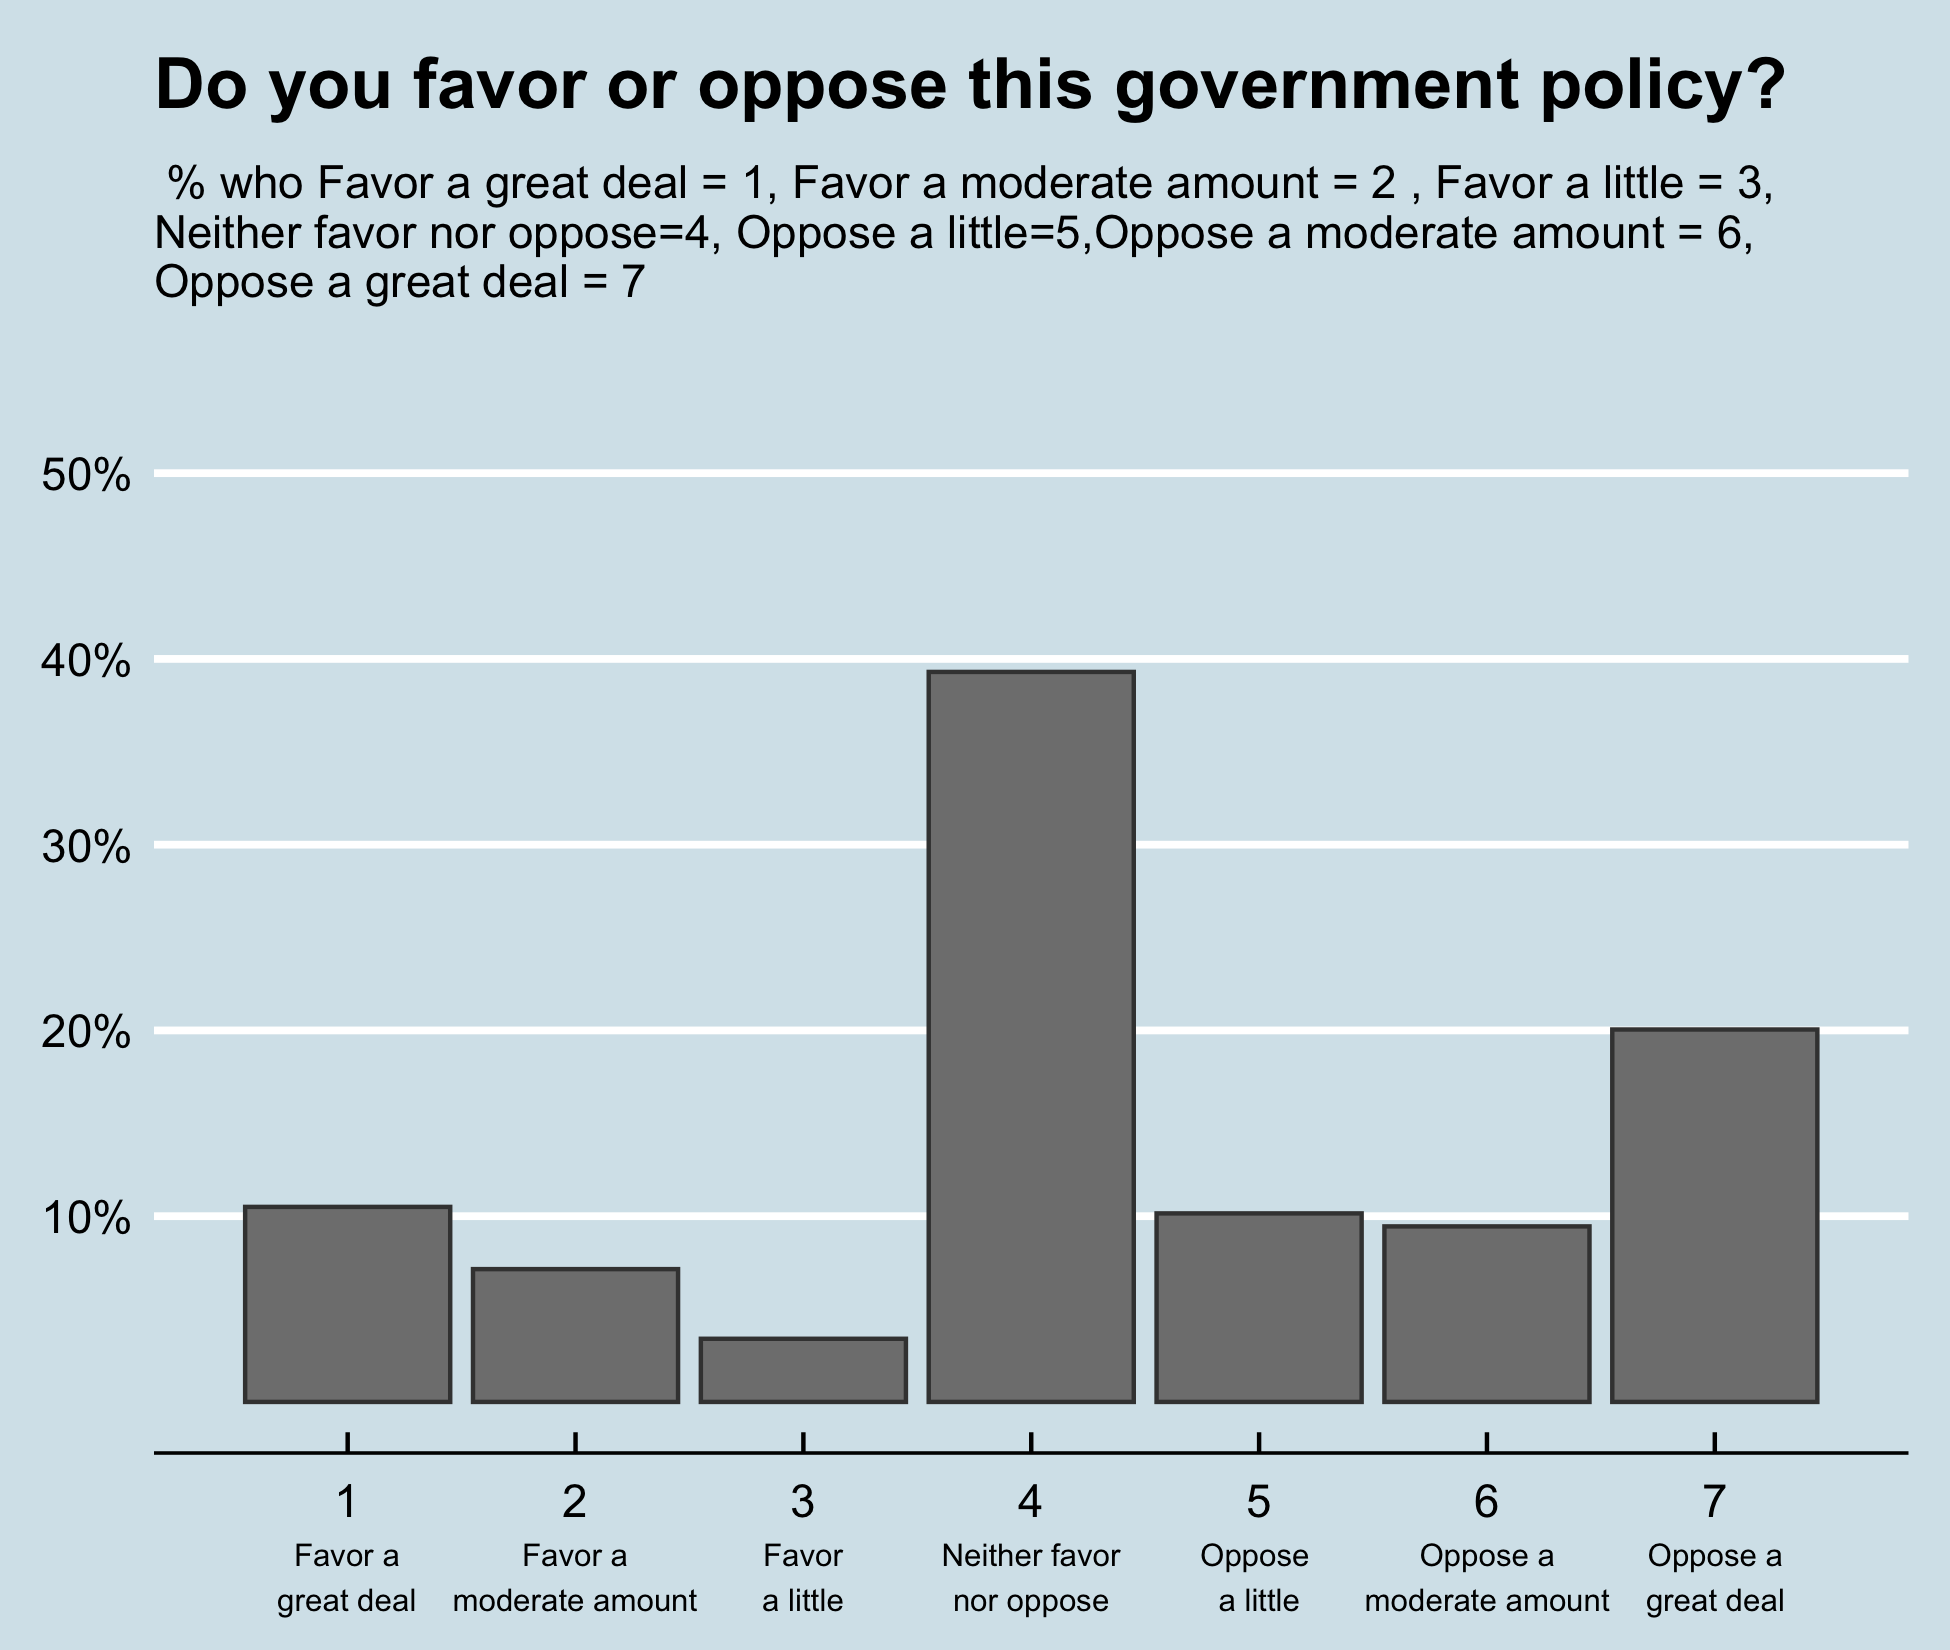 Do you favor or oppose this government policy?
% who Favor a great deal = 1, Favor a moderate amount = 2 , Favor a little = 3,
Neither favor nor oppose=4, Oppose a little=5,Oppose a moderate amount = 6,
Oppose a great deal = 7
50%
40%
30%
20%
10%
1 2 3 4 5 6 7
Favor a Favor a Favor Neither favor Oppose Oppose a Oppose a
great deal moderate amount a little nor oppose a little moderate amount great deal